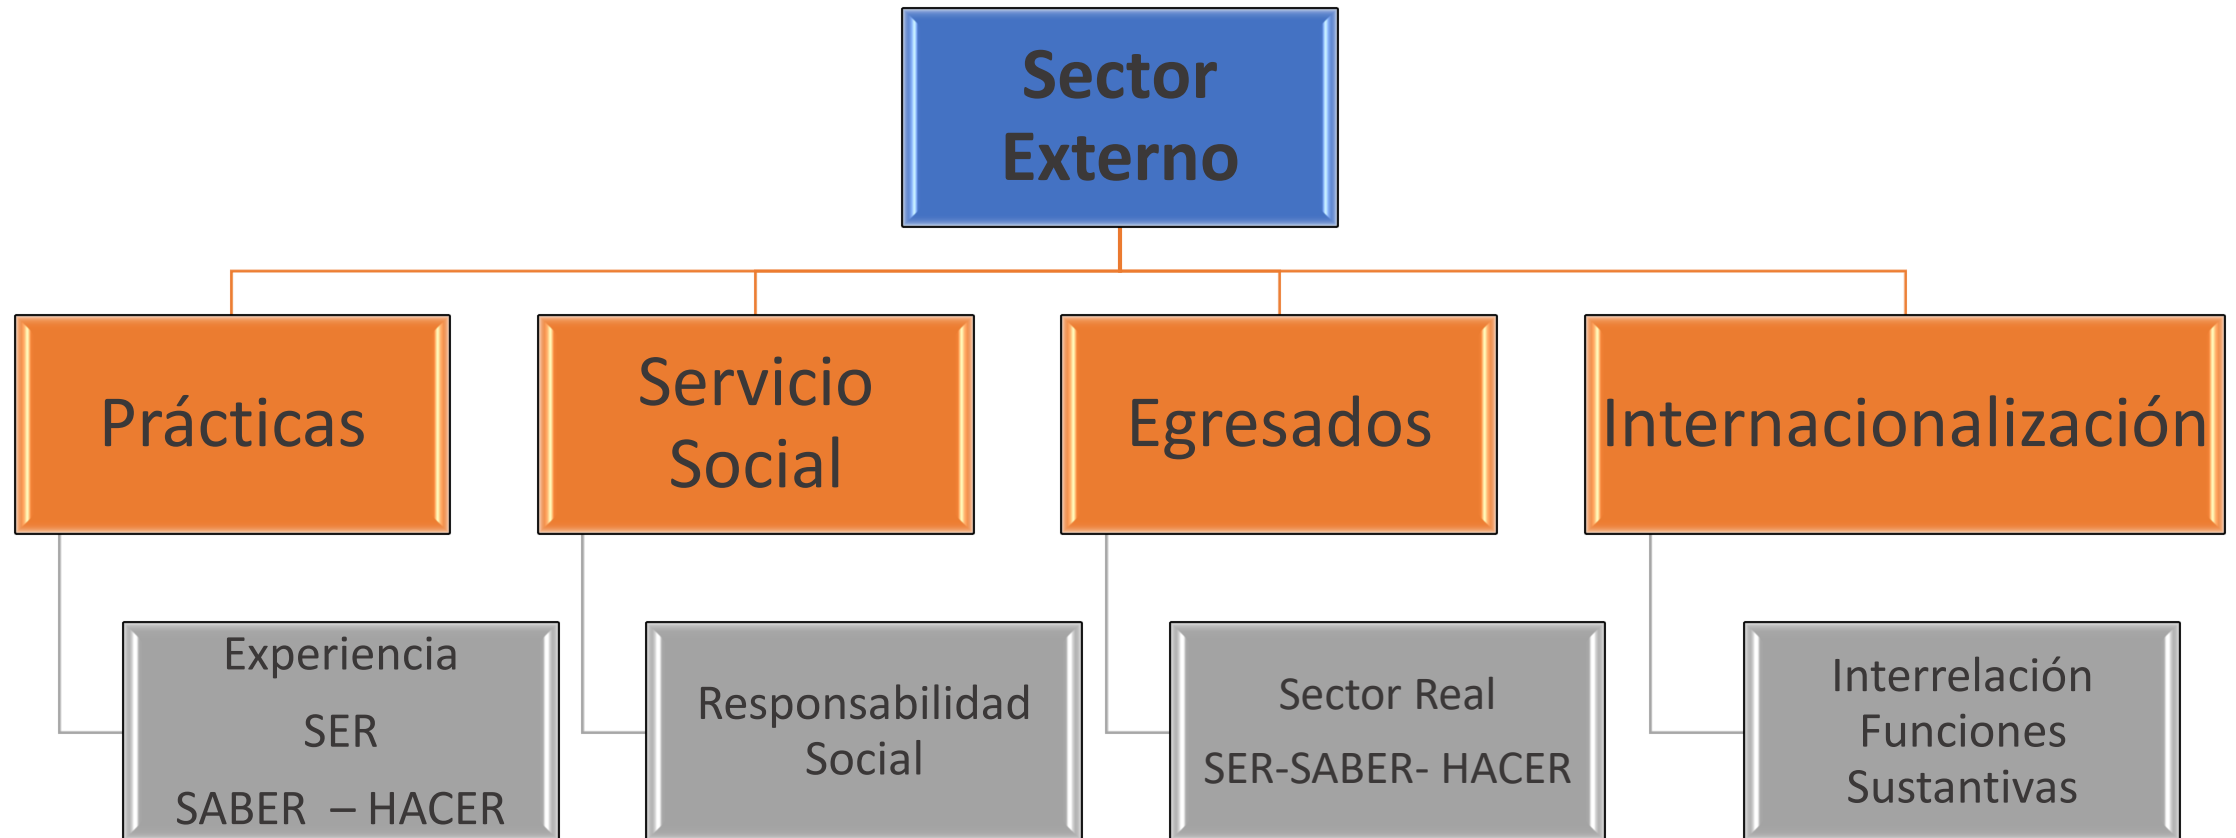 Sector
Externo
Prácticas
Servicio
Social
Egresados
Internacionalización
Experiencia
SER
SABER – HACER
Responsabilidad
Social
Sector Real
SER-SABER- HACER
Interrelación
Funciones
Sustantivas